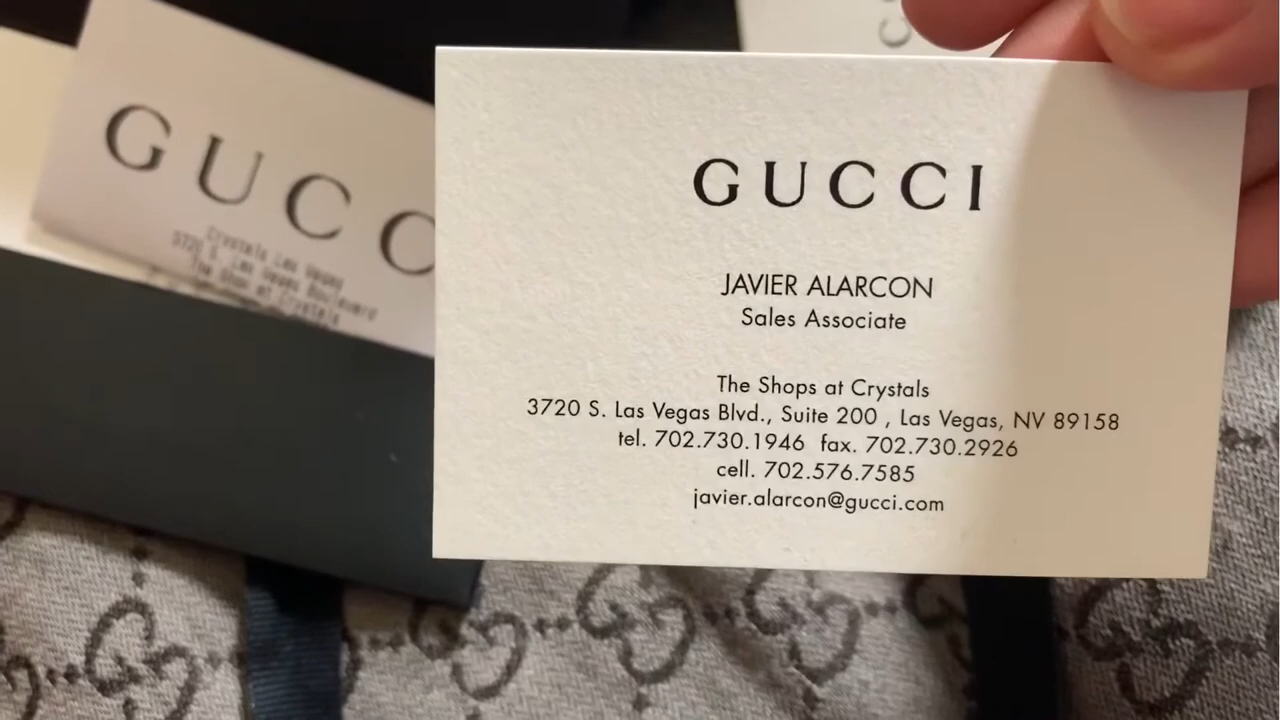 GUCC
Crystals Las Vegas
3720 S. Las Vegas Boulevard
The Shop at Crystals
GUCCI
JAVIER ALARCON
Sales Associate
The Shops at Crystals
3720 S. Las Vegas Blvd., Suite 200 , Las Vegas, NV 89158
tel. 702.730.1946 fax. 702.730.2926
cell. 702.576.7585
javier.alarcon@gucci.com